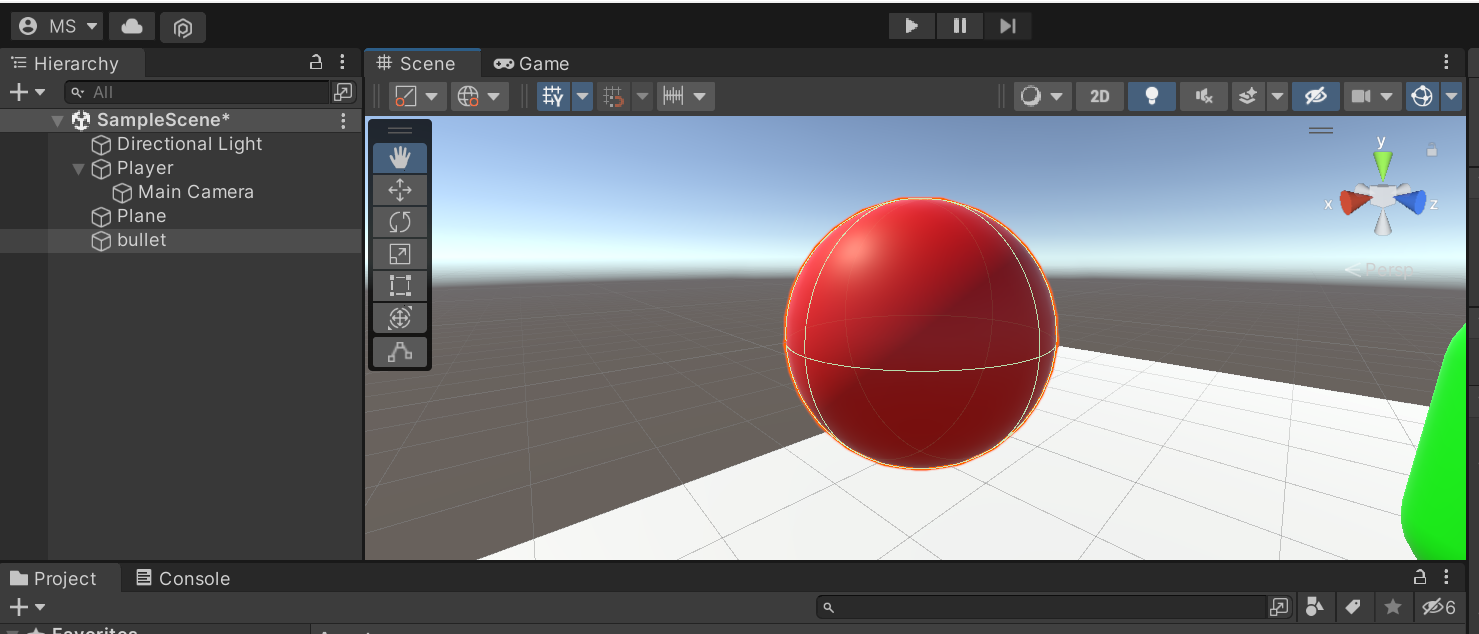 MS
Hierarchy
Scene
Game
All
2D
SampleScene*
Directional Light
Player
Main Camera
Plane
bullet
y
x
z
Persp
Project
Console
6
Favorites